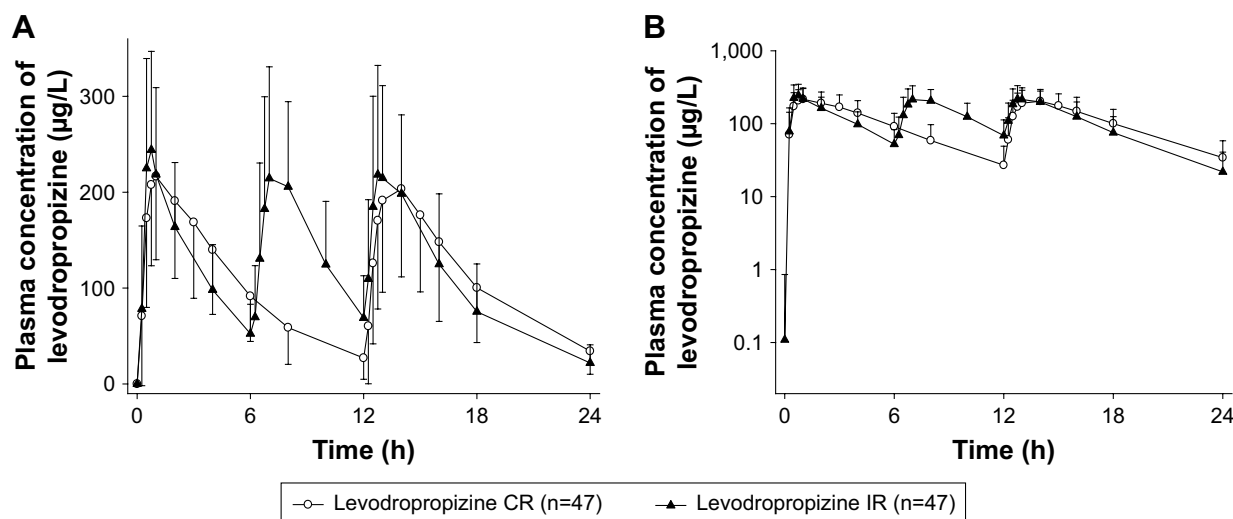 A
Plasma concentration of
levodropropizine (µg/L)
300
200
100
0
0 6 12 18 24
Time (h)
B
Plasma concentration of
levodropropizine (µg/L)
1,000
100
10
1
0.1
0 6 12 18 24
Time (h)
Levodropropizine CR (n=47) Levodropropizine IR (n=47)